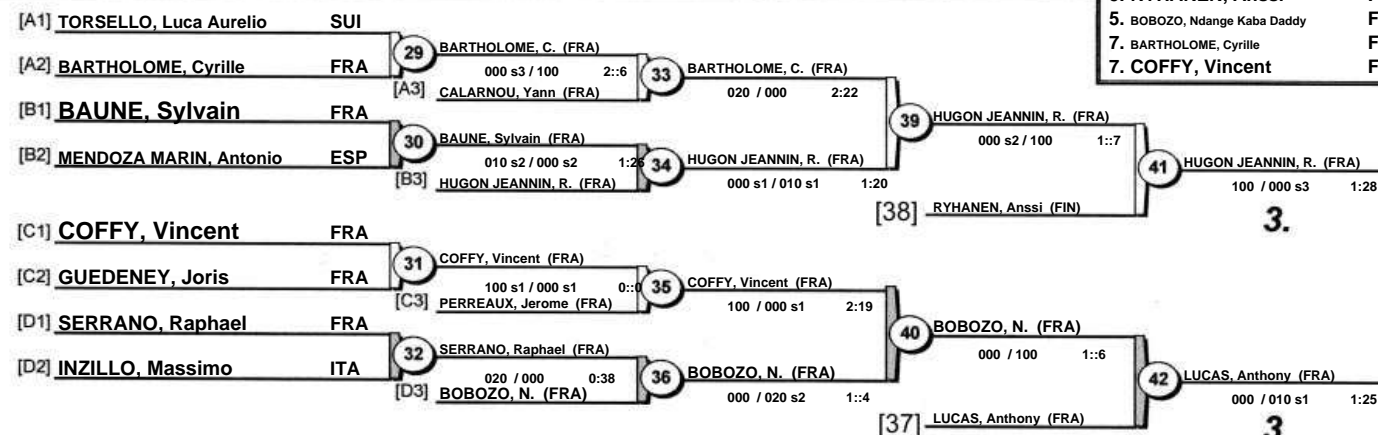 5. BOBOZO, Ndange Kaba Daddy F
7. BARTHOLOME, Cyrille F
7. COFFY, Vincent F
[A1] TORSELLO, Luca Aurelio SUI
[A2] BARTHOLOME, Cyrille FRA
29
BARTHOLOME, C. (FRA)
000 s3 / 100 2::6
[A3] CALARNOU, Yann (FRA)
33
BARTHOLOME, C. (FRA)
020 / 000 2:22
[B1] BAUNE, Sylvain FRA
[B2] MENDOZA MARIN, Antonio ESP
30
BAUNE, Sylvain (FRA)
010 s2 / 000 s2 1:26
[B3] HUGON JEANNIN, R. (FRA)
34
HUGON JEANNIN, R. (FRA)
000 s1 / 010 s1 1:20
39
HUGON JEANNIN, R. (FRA)
000 s2 / 100 1::7
[38] RYHANEN, Anssi (FIN)
41
HUGON JEANNIN, R. (FRA)
100 / 000 s3 1:28
3.
[C1] COFFY, Vincent FRA
[C2] GUEDENEY, Joris FRA
31
COFFY, Vincent (FRA)
100 s1 / 000 s1 0::0
[C3] PERREAUX, Jerome (FRA)
35
COFFY, Vincent (FRA)
100 / 000 s1 2:19
[D1] SERRANO, Raphael FRA
[D2] INZILLO, Massimo ITA
32
SERRANO, Raphael (FRA)
020 / 000 0:38
[D3] BOBOZO, N. (FRA)
36
BOBOZO, N. (FRA)
000 / 020 s2 1::4
40
BOBOZO, N. (FRA)
000 / 100 1::6
[37] LUCAS, Anthony (FRA)
42
LUCAS, Anthony (FRA)
000 / 010 s1 1:25
3